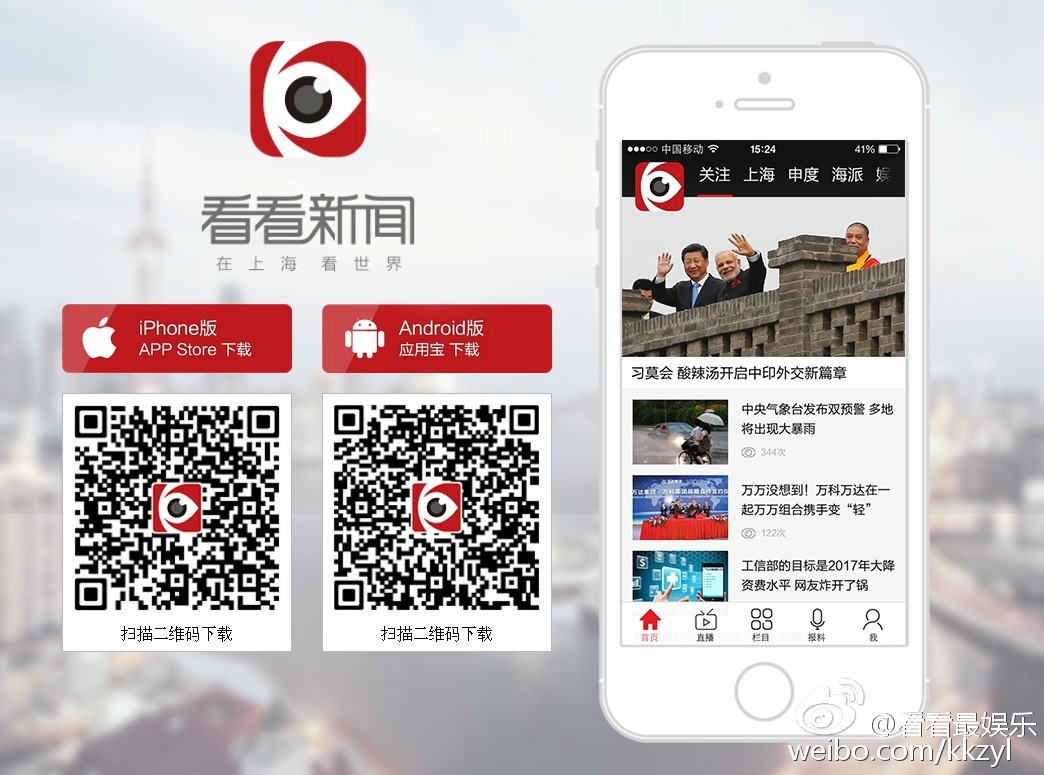 看看新闻
在上海看世界
iPhone版
APP Store 下载
Android版
应用宝 下载
扫描二维码下载
扫描二维码下载
中国移动
15:24
41%
关注 上海 申度 海派 娱
习莫会 酸辣汤开启中印外交新篇章
中央气象台发布双预警 多地
将出现大暴雨
344次
万万没想到！万科万达在一
起万万组合携手变“轻”
122次
工信部的目标是2017年大降
资费水平 网友炸开了锅
首页
直播
栏目
报料
我
@看看最娱乐
weibo.com/kkzyl